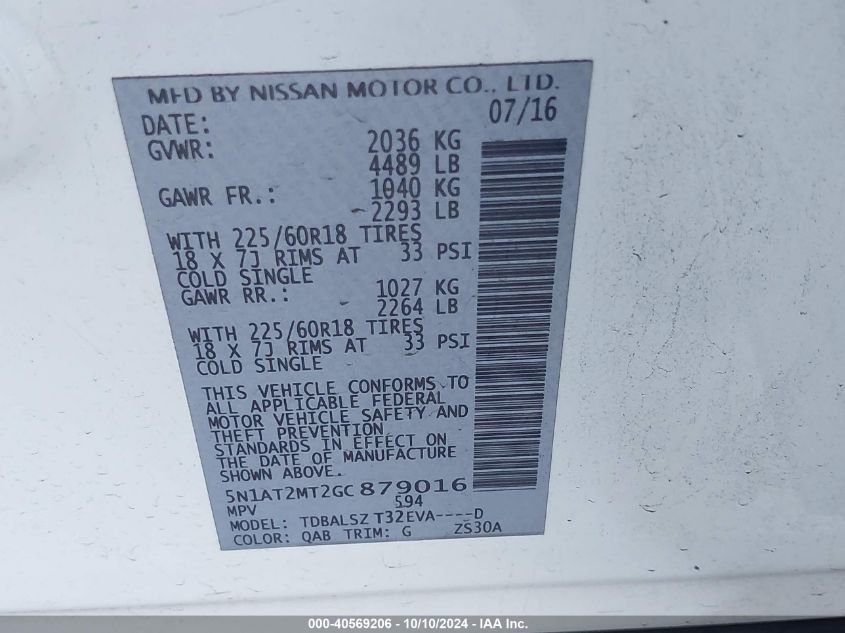 MFD BY NISSAN MOTOR CO., LTD.
DATE: 07/16
GVWR: 2036 KG
4489 LB
GAWR FR.: 1040 KG
2293 LB
WITH 225/60R18 TIRES
18 X 7J RIMS AT 33 PSI
COLD SINGLE
GAWR RR.: 1027 KG
2264 LB
WITH 225/60R18 TIRES
18 X 7J RIMS AT 33 PSI
COLD SINGLE
THIS VEHICLE CONFORMS TO
ALL APPLICABLE FEDERAL
MOTOR VEHICLE SAFETY AND
THEFT PREVENTION
STANDARDS IN EFFECT ON
THE DATE OF MANUFACTURE
SHOWN ABOVE.
5N1AT2MT2GC 879016
MPV 594
MODEL: TDBALSZ T32EVA----D
COLOR: QAB TRIM: G ZS30A
000-40569206 - 10/10/2024 - IAA Inc.